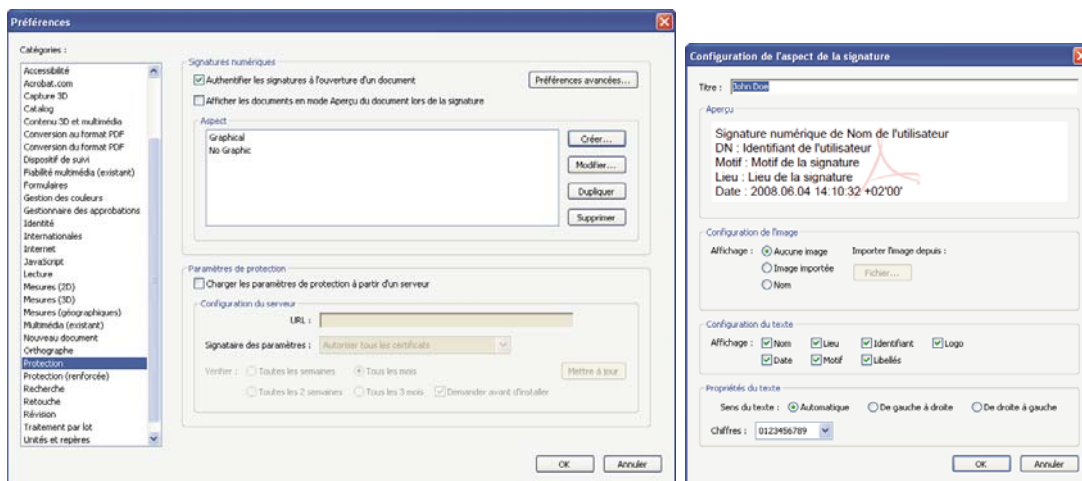 Préférences
Catégories :
Accessibilité
Acrobat.com
Capture 3D
Catalog
Contenu 3D et multimédia
Conversion au format PDF
Conversion du format PDF
Dispositif de suivi
Fiabilité multimédia (existant)
Formulaires
Gestion des couleurs
Gestionnaire des approbations
Identité
Internationales
Internet
JavaScript
Lecture
Mesures (2D)
Mesures (3D)
Mesures (géographiques)
Multimédia (existant)
Nouveau document
Orthographe
Protection
Protection (renforcée)
Recherche
Retouche
Révision
Traitement par lot
Unités et repères
Signatures numériques
Authentifier les signatures à l'ouverture d'un document
Préférences avancées...
Afficher les documents en mode Aperçu du document lors de la signature
Aspect
Graphical
No Graphic
Créer...
Modifier...
Dupliquer
Supprimer
Paramètres de protection
Charger les paramètres de protection à partir d'un serveur
Configuration du serveur
URL :
Signataire des paramètres : Autoriser tous les certificats
Vérifier : Toutes les semaines Tous les mois Mettre à jour
Toutes les 2 semaines Tous les 3 mois Demander avant d'installer
OK Annuler
Configuration de l'aspect de la signature
Titre : John Doe
Aperçu
Signature numérique de Nom de l'utilisateur
DN : Identifiant de l'utilisateur
Motif : Motif de la signature
Lieu : Lieu de la signature
Date : 2008.06.04 14:10:32 +02'00'
Configuration de l'image
Affichage : Aucune image Importer l'image depuis :
Image importée Fichier...
Nom
Configuration du texte
Affichage : Nom Lieu Identifiant Logo
Date Motif Libellés
Propriétés du texte
Sens du texte : Automatique De gauche à droite De droite à gauche
Chiffres : 0123456789
OK Annuler